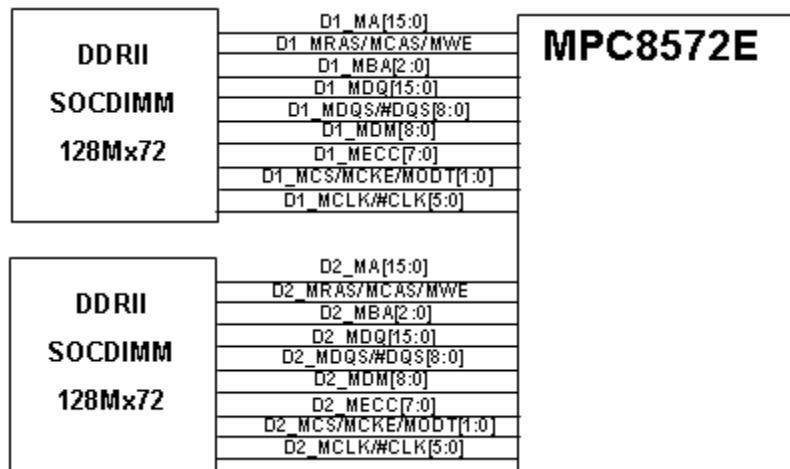 DDRII
SOCDIMM
128Mx72
D1_MA[15:0]
D1_MRAS/MCAS/MWE
D1_MBA[2:0]
D1_MDQ[15:0]
D1_MDQS/#DQS[8:0]
D1_MDM[8:0]
D1_MECC[7:0]
D1_MCS/MCKE/MODT[1:0]
D1_MCLK/#CLK[5:0]
MPC8572E
DDRII
SOCDIMM
128Mx72
D2_MA[15:0]
D2_MRAS/MCAS/MWE
D2_MBA[2:0]
D2_MDQ[15:0]
D2_MDQS/#DQS[8:0]
D2_MDM[8:0]
D2_MECC[7:0]
D2_MCS/MCKE/MODT[1:0]
D2_MCLK/#CLK[5:0]